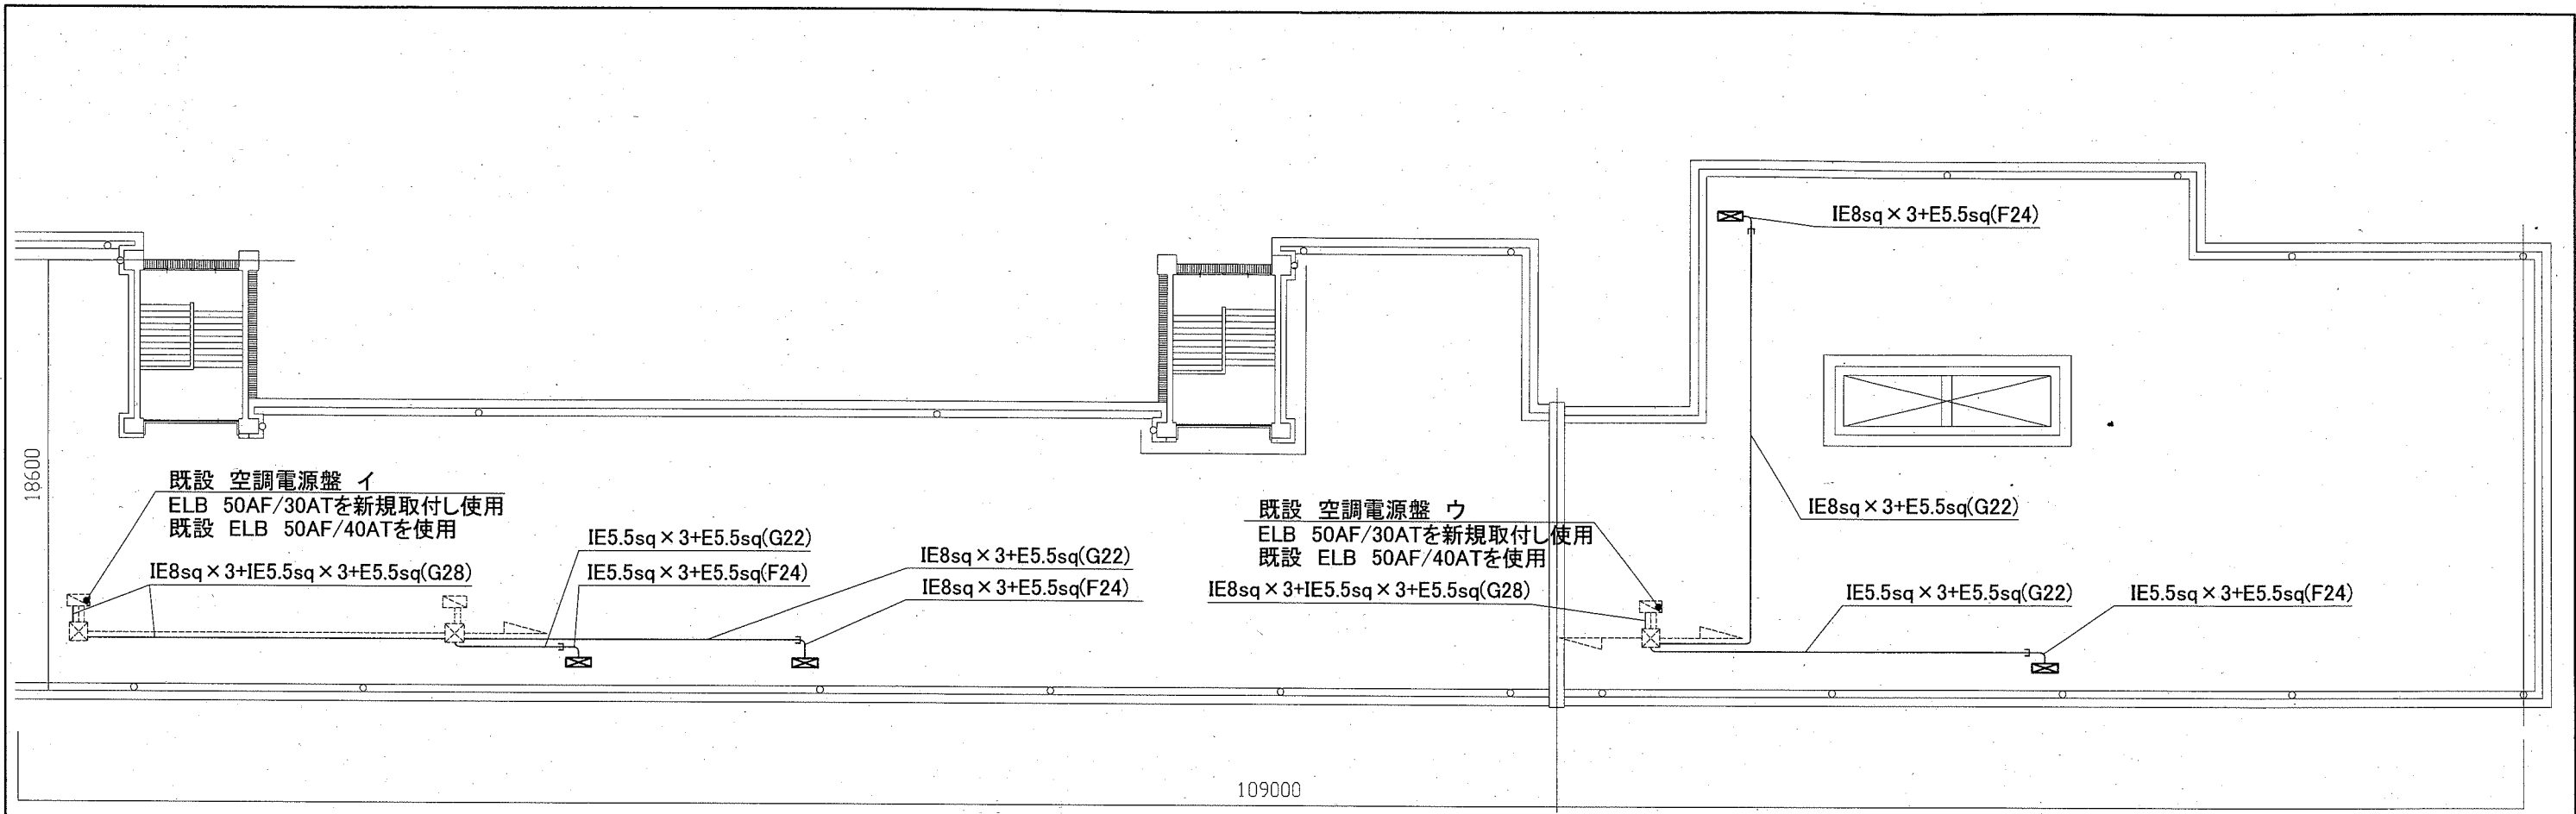 IE8sq×3+E5.5sq(F24)
18600
既設 空調電源盤 イ
ELB 50AF/30ATを新規取付し使用
既設 ELB 50AF/40ATを使用
既設 空調電源盤 ウ
ELB 50AF/30ATを新規取付し使用
既設 ELB 50AF/40ATを使用
IE8sq×3+E5.5sq(G22)
IE5.5sq×3+E5.5sq(G22)
IE8sq×3+E5.5sq(G22)
IE8sq×3+IE5.5sq×3+E5.5sq(G28)
IE5.5sq×3+E5.5sq(F24)
IE8sq×3+E5.5sq(F24)
IE8sq×3+IE5.5sq×3+E5.5sq(G28)
IE5.5sq×3+E5.5sq(G22)
IE5.5sq×3+E5.5sq(F24)
109000